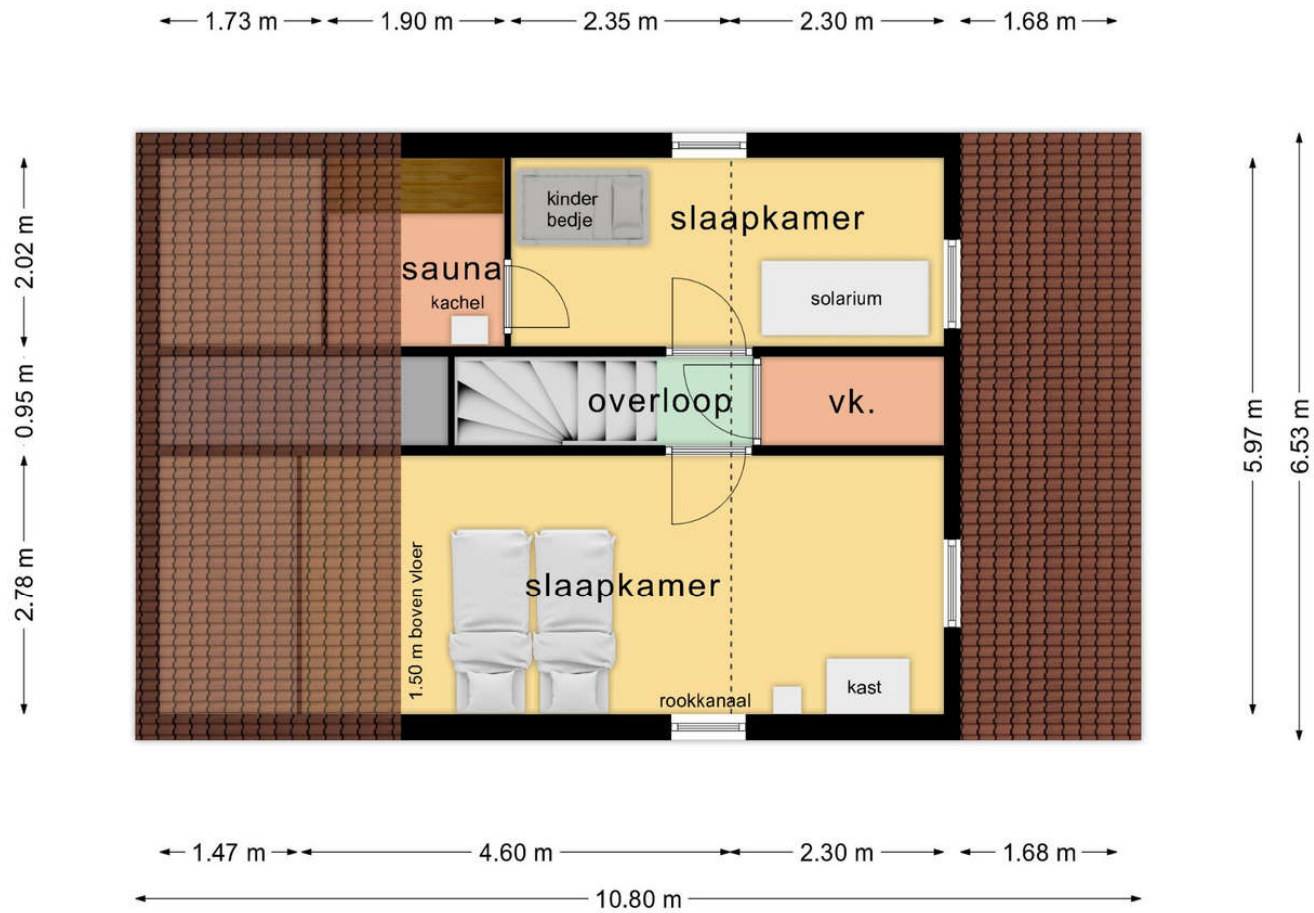 1.73 m
1.90 m
2.35 m
2.30 m
1.68 m
2.02 m
0.95 m
2.78 m
kinder
bedje
slaapkamer
solarium
sauna
kachel
overloop
vk.
1.50 m boven vloer
slaapkamer
rookkanaal
kast
5.97 m
6.53 m
1.47 m
4.60 m
2.30 m
1.68 m
10.80 m